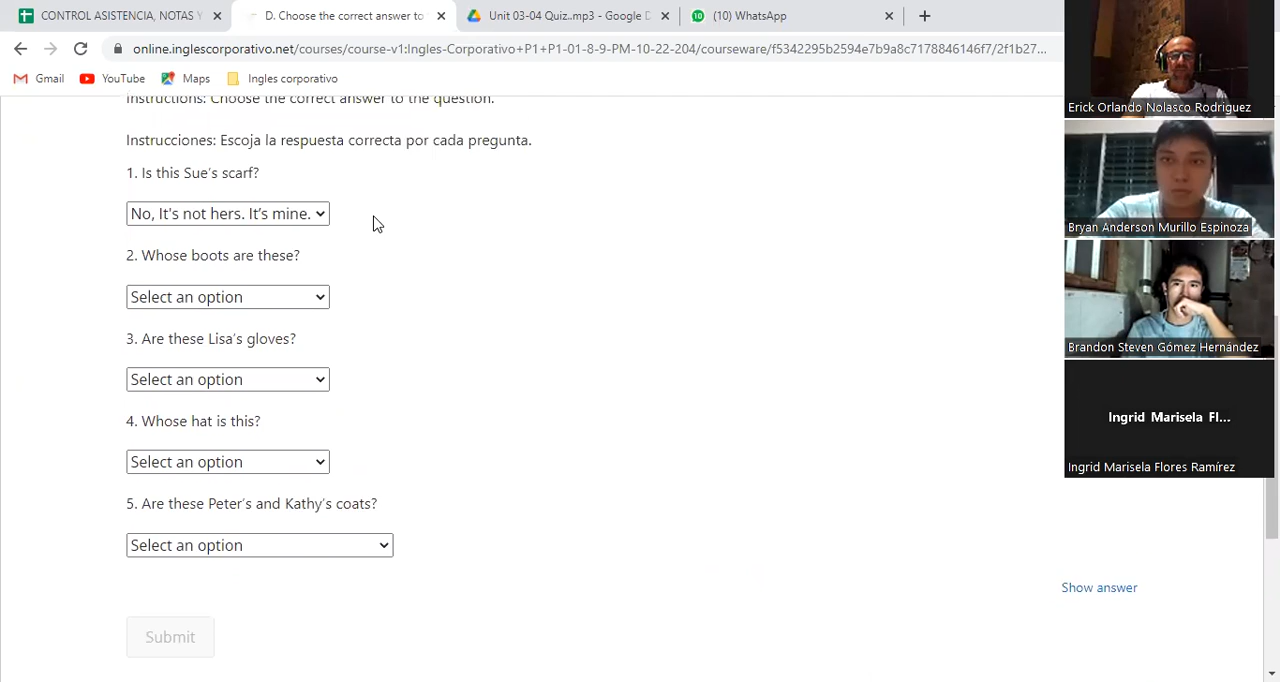 CONTROL ASISTENCIA, NOTAS Y
D. Choose the correct answer to
Unit 03-04 Quiz..mp3 - Google D
(10) WhatsApp
online.inglescorporativo.net/courses/course-v1:Ingles-Corporativo+P1+P1-01-8-9-PM-10-22-204/courseware/f5342295b2594e7b9a8c7178846146f7/2f1b27...
Gmail
YouTube
Maps
Ingles corporativo
Instructions: Choose the correct answer to the question.
Instrucciones: Escoja la respuesta correcta por cada pregunta.
1. Is this Sue's scarf?
No, It's not hers. It's mine.
2. Whose boots are these?
Select an option
3. Are these Lisa's gloves?
Select an option
4. Whose hat is this?
Select an option
5. Are these Peter's and Kathy's coats?
Select an option
Show answer
Submit
Erick Orlando Nolasco Rodriguez
Bryan Anderson Murillo Espinoza
Brandon Steven Gómez Hernández
Ingrid Marisela Fl...
Ingrid Marisela Flores Ramírez